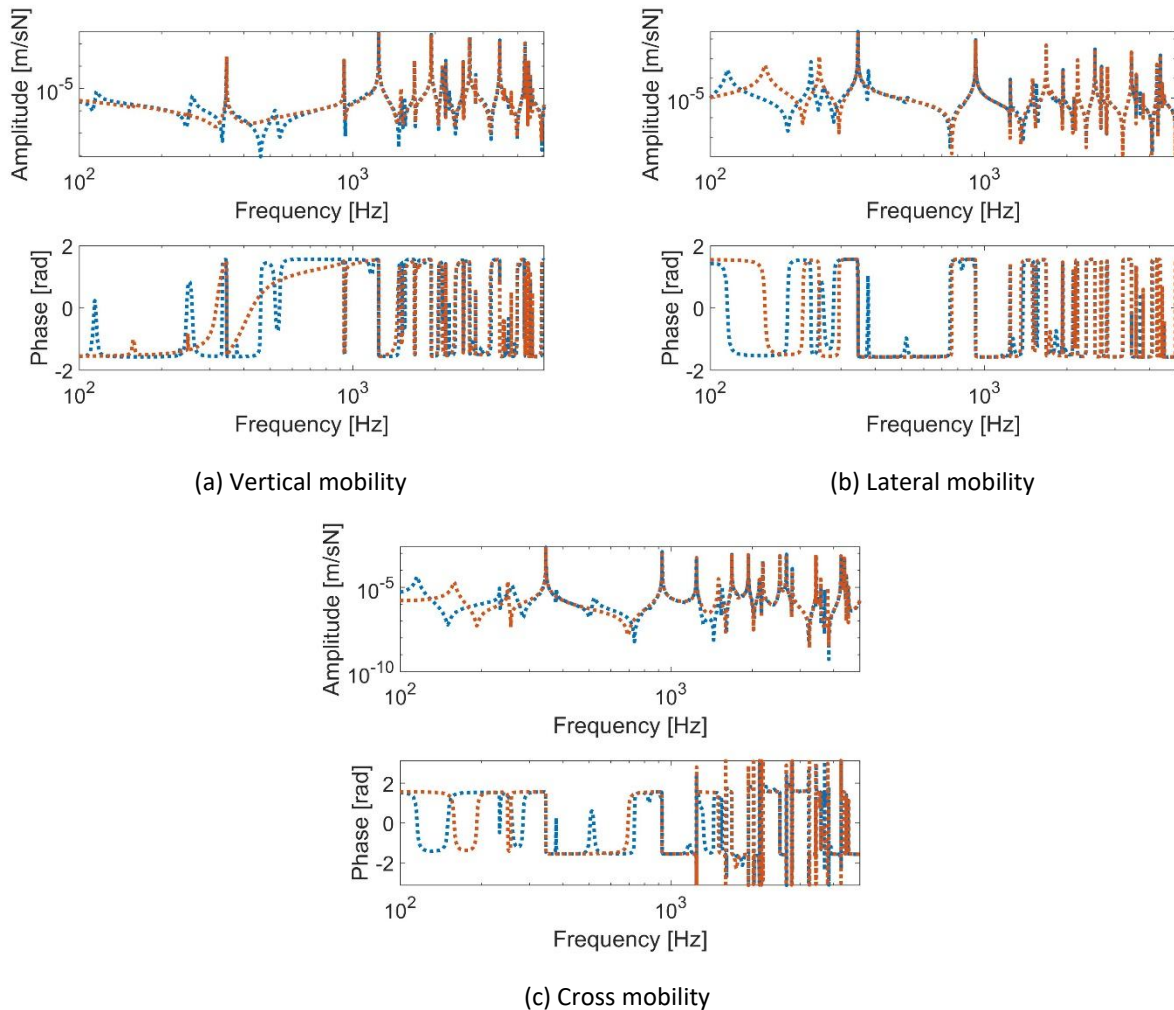 Amplitude [m/sN]
10^-5
10^2
10^3
Frequency [Hz]
Phase [rad]
2
0
-2
10^2
10^3
Frequency [Hz]
(a) Vertical mobility
Amplitude [m/sN]
10^-5
10^2
10^3
Frequency [Hz]
Phase [rad]
2
0
-2
10^2
10^3
Frequency [Hz]
(b) Lateral mobility
Amplitude [m/sN]
10^-5
10^-10
10^2
10^3
Frequency [Hz]
Phase [rad]
2
0
-2
10^2
10^3
Frequency [Hz]
(c) Cross mobility